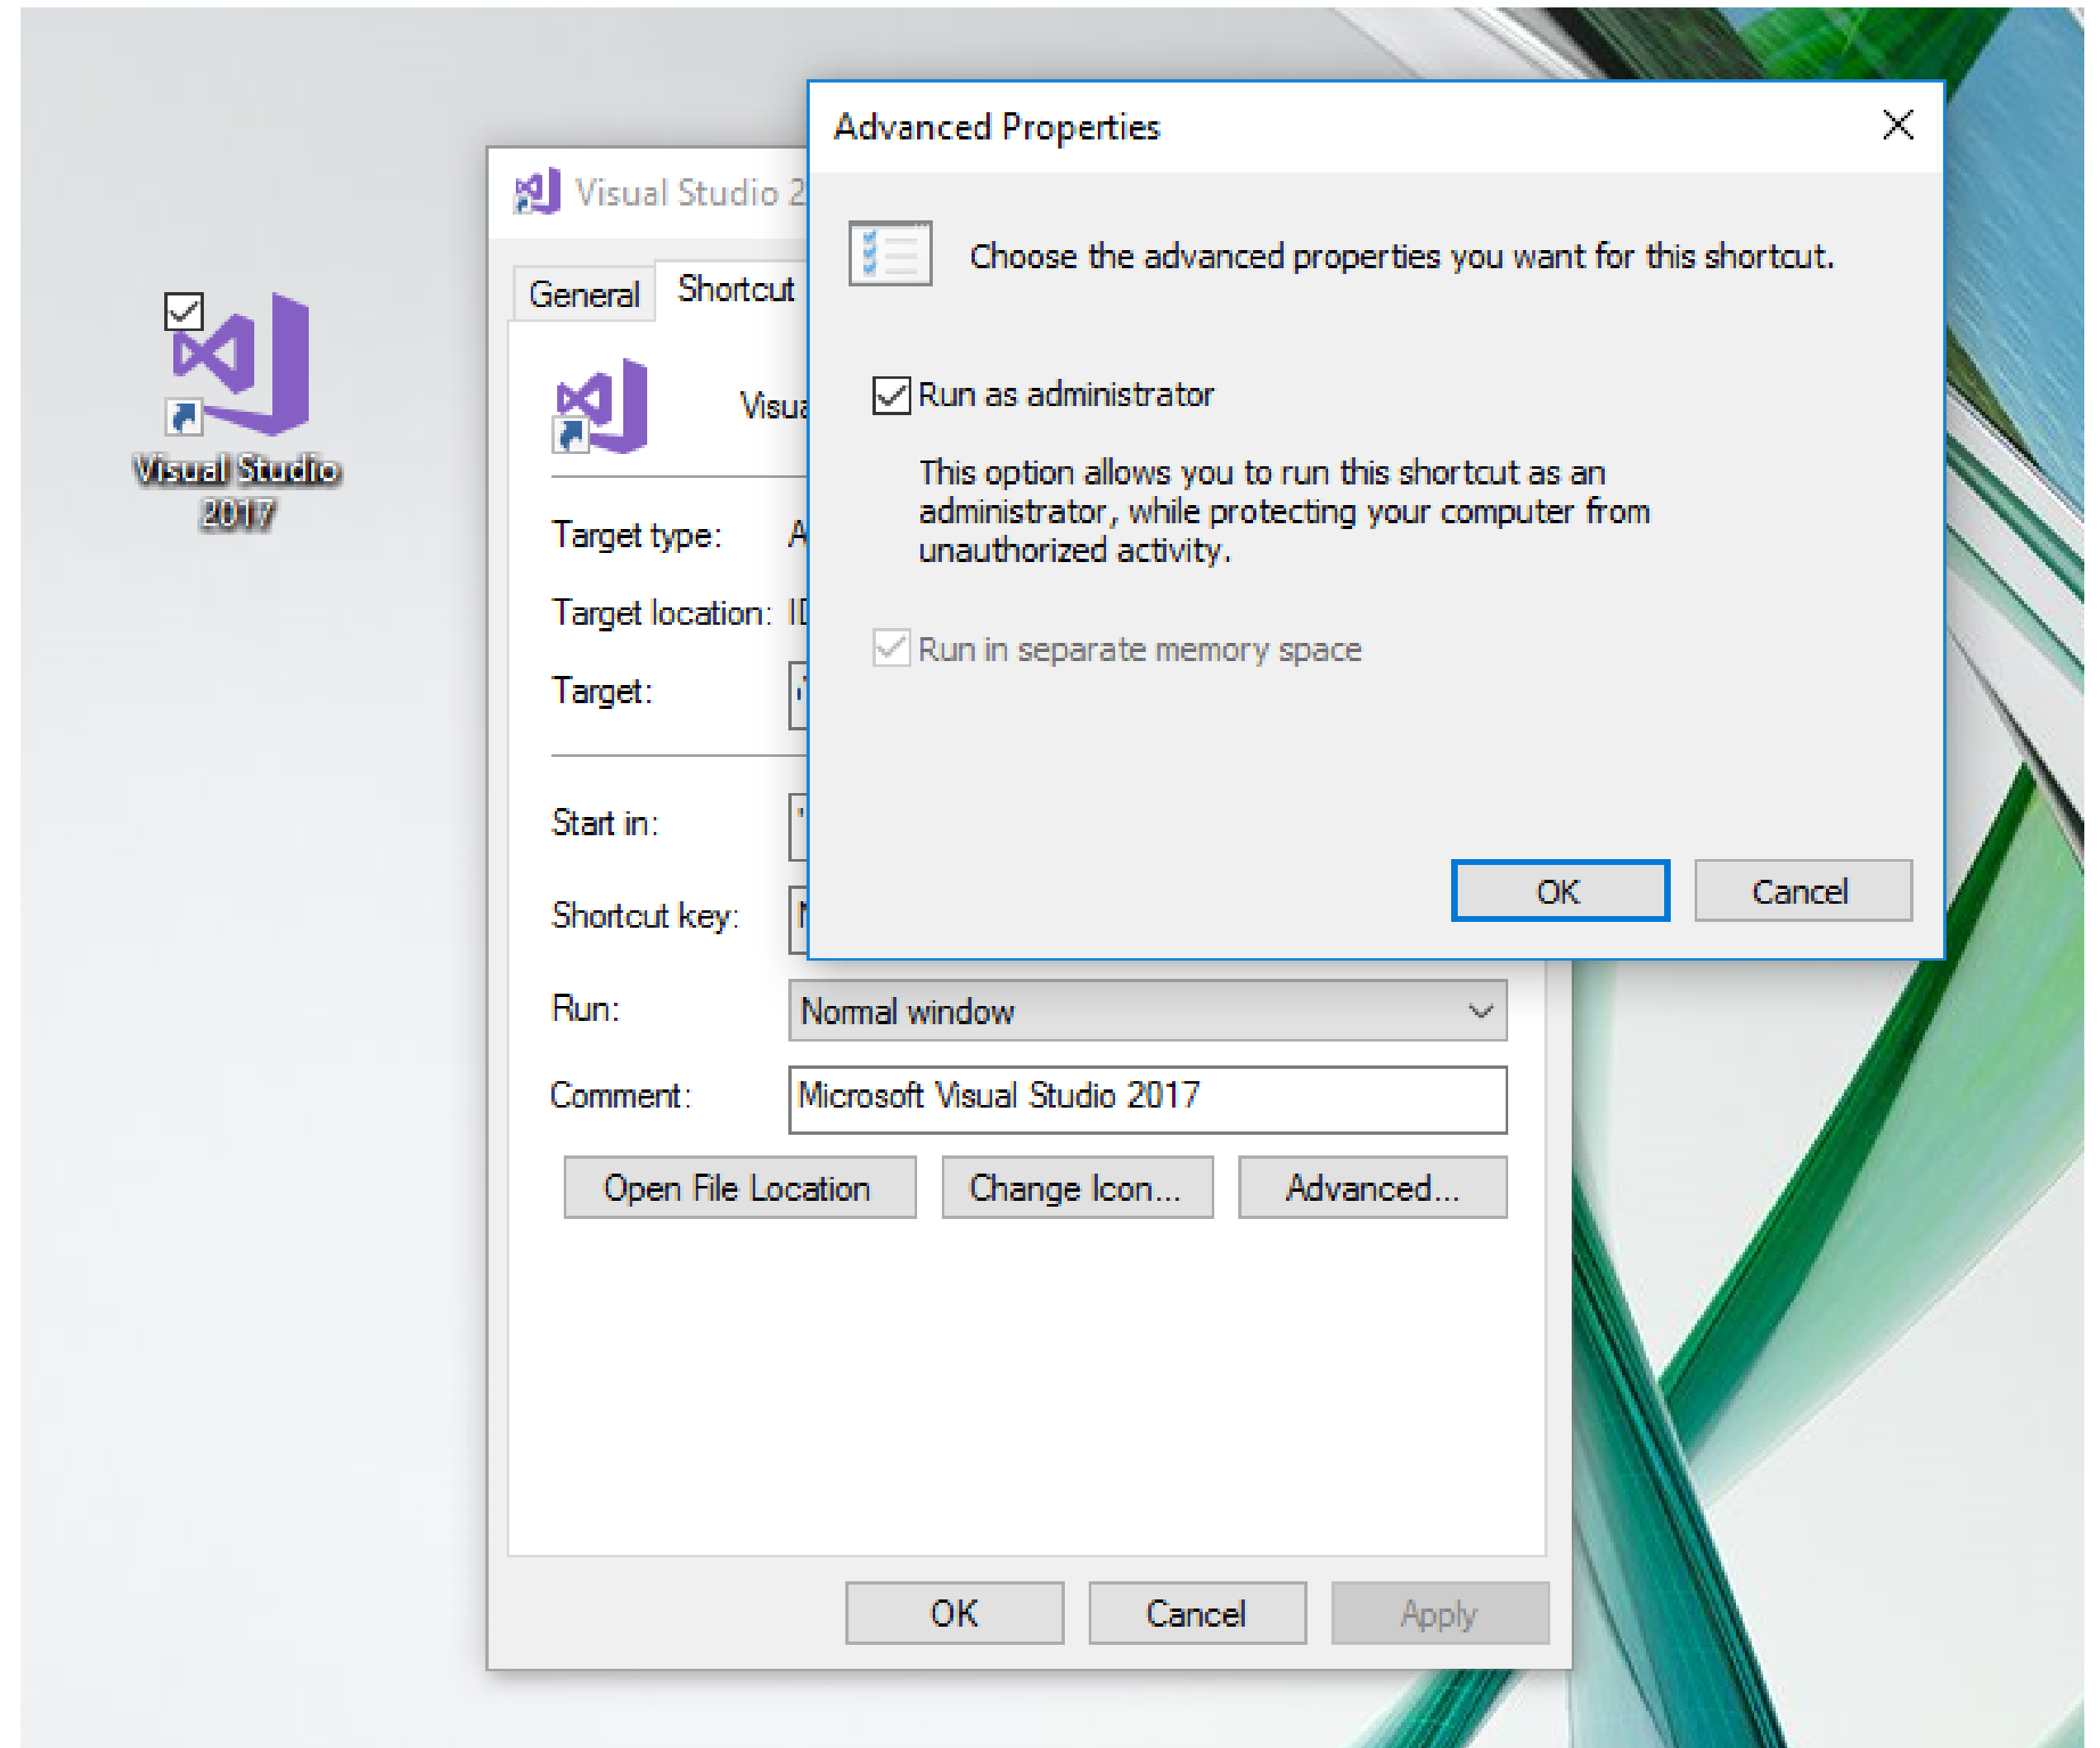 Visual Studio
2017
Visual Studio 2
General
Shortcut
Target type:
Target location:
Target:
Start in:
Shortcut key:
Run:
Normal window
Comment:
Microsoft Visual Studio 2017
Open File Location
Change Icon...
Advanced...
OK
Cancel
Apply
Advanced Properties
Choose the advanced properties you want for this shortcut.
Run as administrator
This option allows you to run this shortcut as an
administrator, while protecting your computer from
unauthorized activity.
Run in separate memory space
OK
Cancel